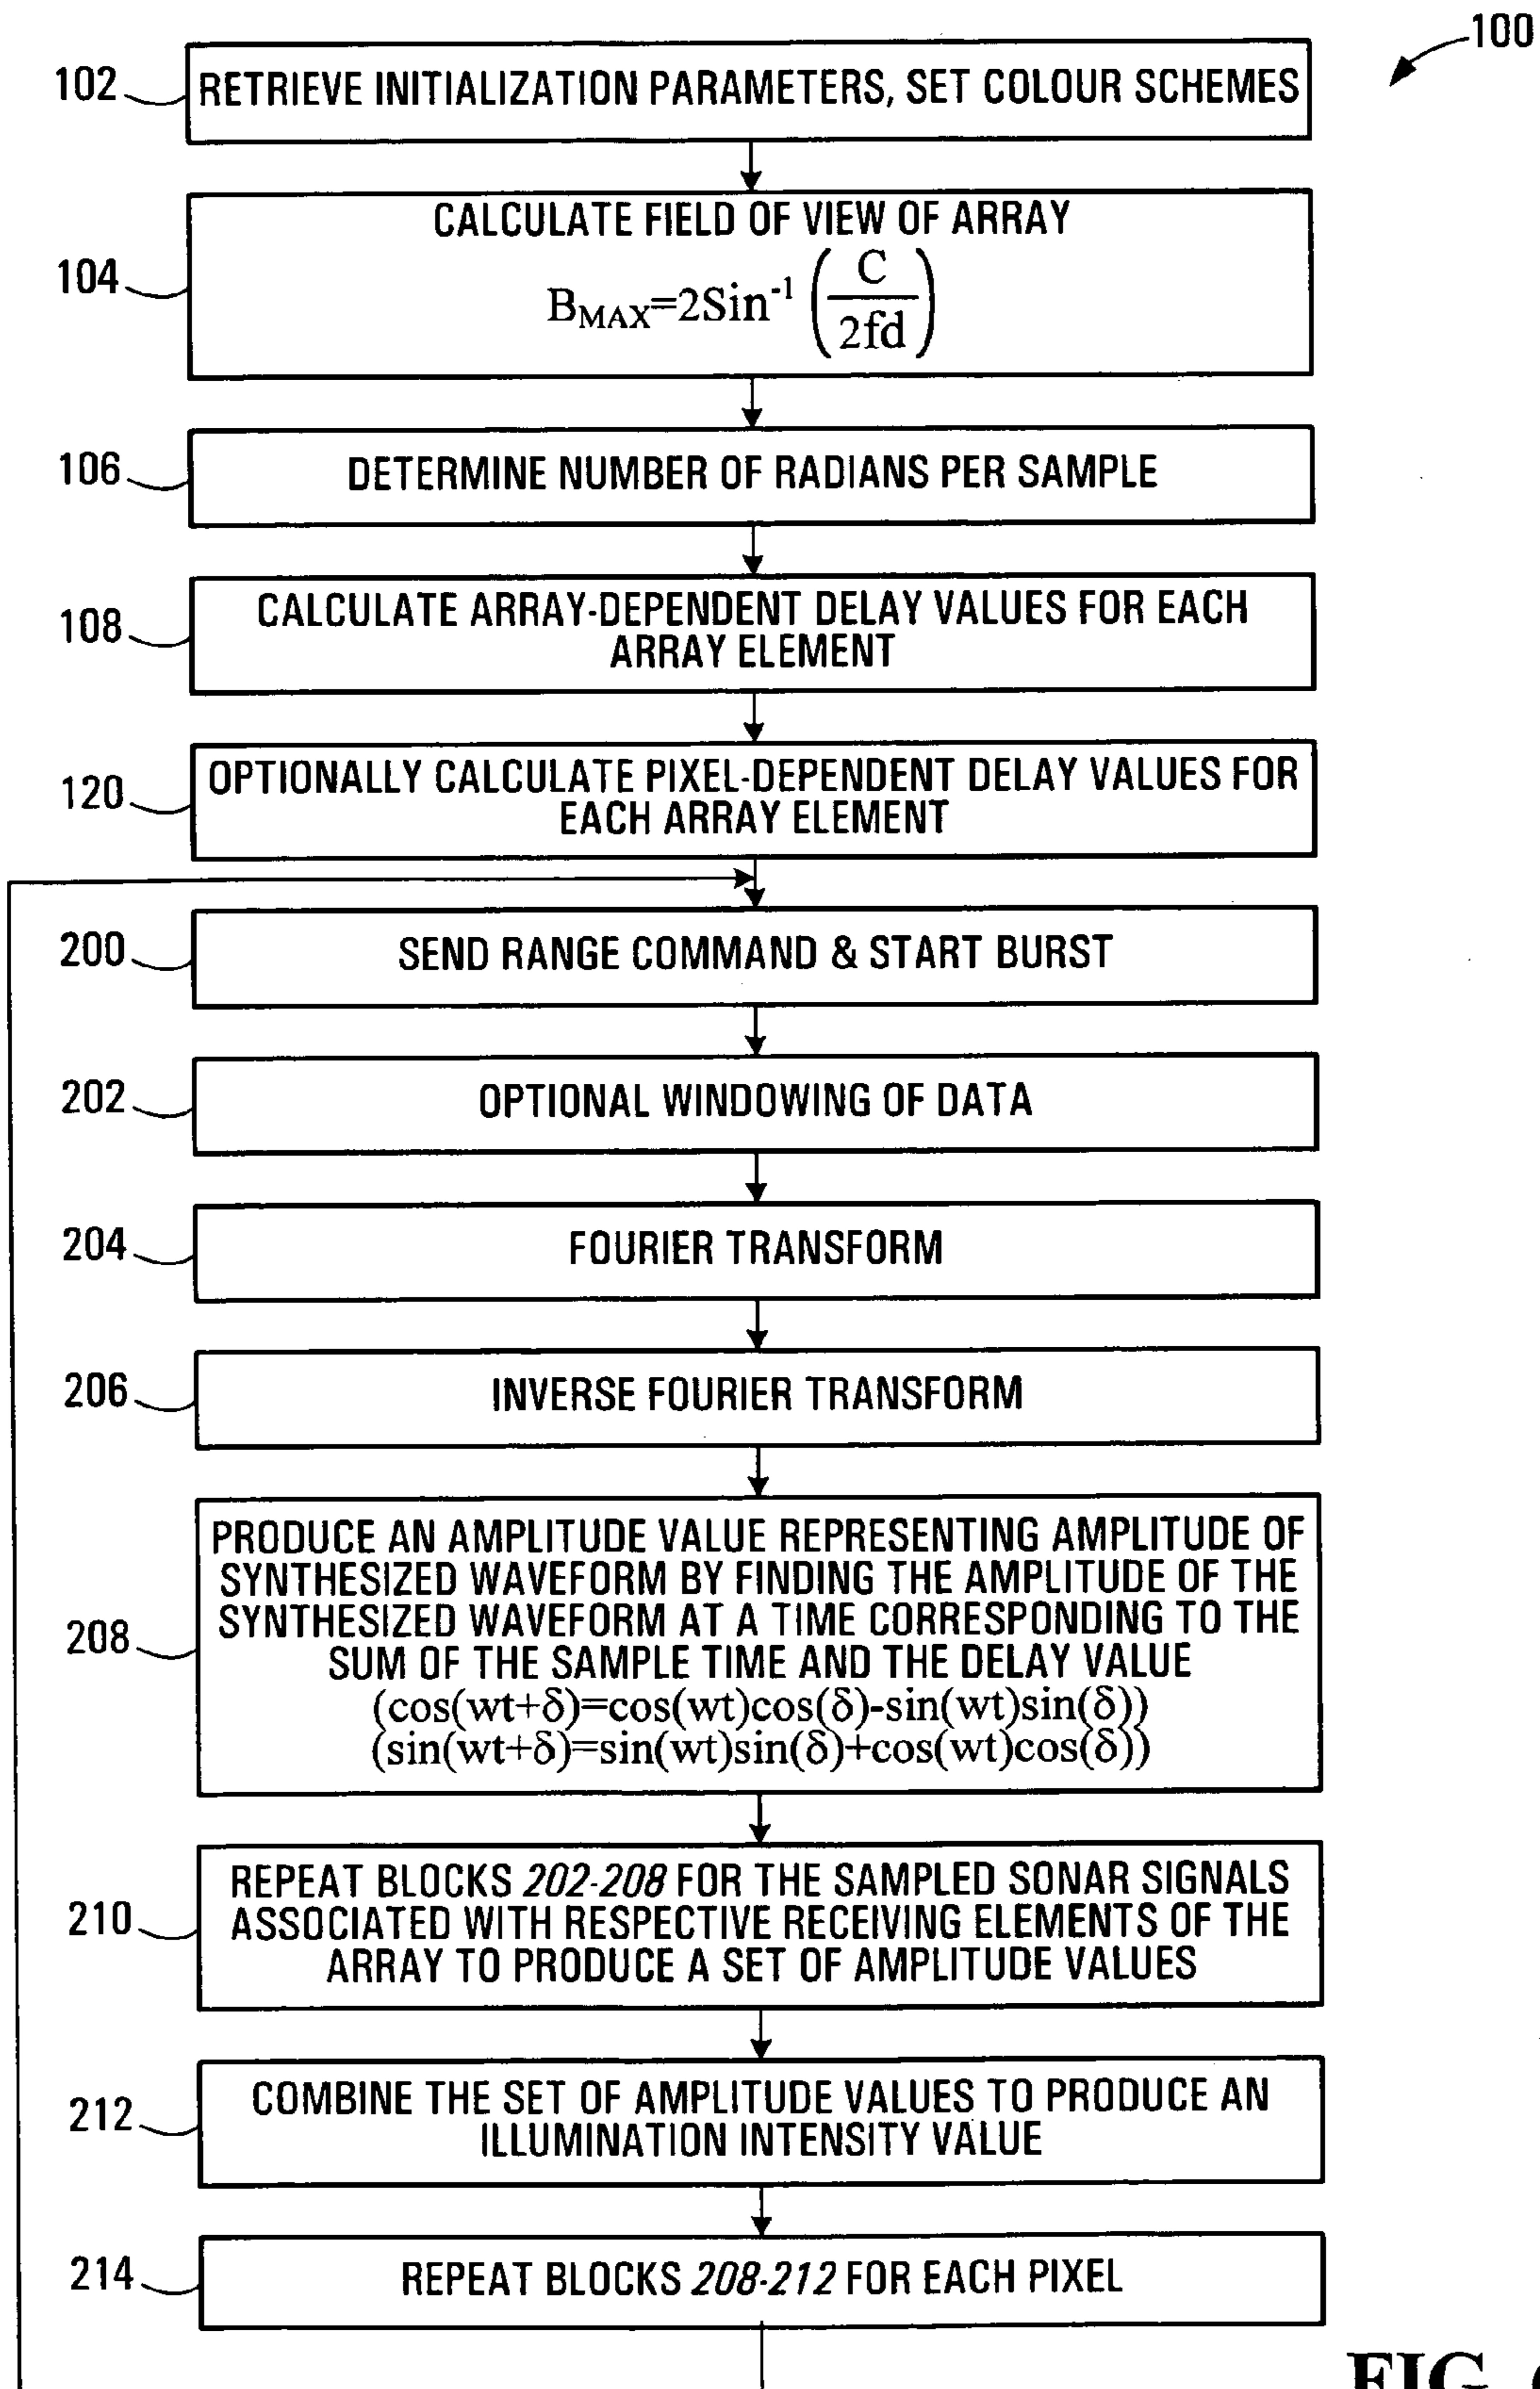 100
102 RETRIEVE INITIALIZATION PARAMETERS, SET COLOUR SCHEMES
CALCULATE FIELD OF VIEW OF ARRAY
104 B_MAX=2Sin⁻¹ (C/2fd)
106 DETERMINE NUMBER OF RADIANS PER SAMPLE
108 CALCULATE ARRAY-DEPENDENT DELAY VALUES FOR EACH
ARRAY ELEMENT
120 OPTIONALLY CALCULATE PIXEL-DEPENDENT DELAY VALUES FOR
EACH ARRAY ELEMENT
200 SEND RANGE COMMAND & START BURST
202 OPTIONAL WINDOWING OF DATA
204 FOURIER TRANSFORM
206 INVERSE FOURIER TRANSFORM
PRODUCE AN AMPLITUDE VALUE REPRESENTING AMPLITUDE OF
SYNTHESIZED WAVEFORM BY FINDING THE AMPLITUDE OF THE
208 SYNTHESIZED WAVEFORM AT A TIME CORRESPONDING TO THE
SUM OF THE SAMPLE TIME AND THE DELAY VALUE
(cos(wt+δ)=cos(wt)cos(δ)-sin(wt)sin(δ))
(sin(wt+δ)=sin(wt)sin(δ)+cos(wt)cos(δ))
REPEAT BLOCKS 202-208 FOR THE SAMPLED SONAR SIGNALS
210 ASSOCIATED WITH RESPECTIVE RECEIVING ELEMENTS OF THE
ARRAY TO PRODUCE A SET OF AMPLITUDE VALUES
212 COMBINE THE SET OF AMPLITUDE VALUES TO PRODUCE AN
ILLUMINATION INTENSITY VALUE
214 REPEAT BLOCKS 208-212 FOR EACH PIXEL
FIG.